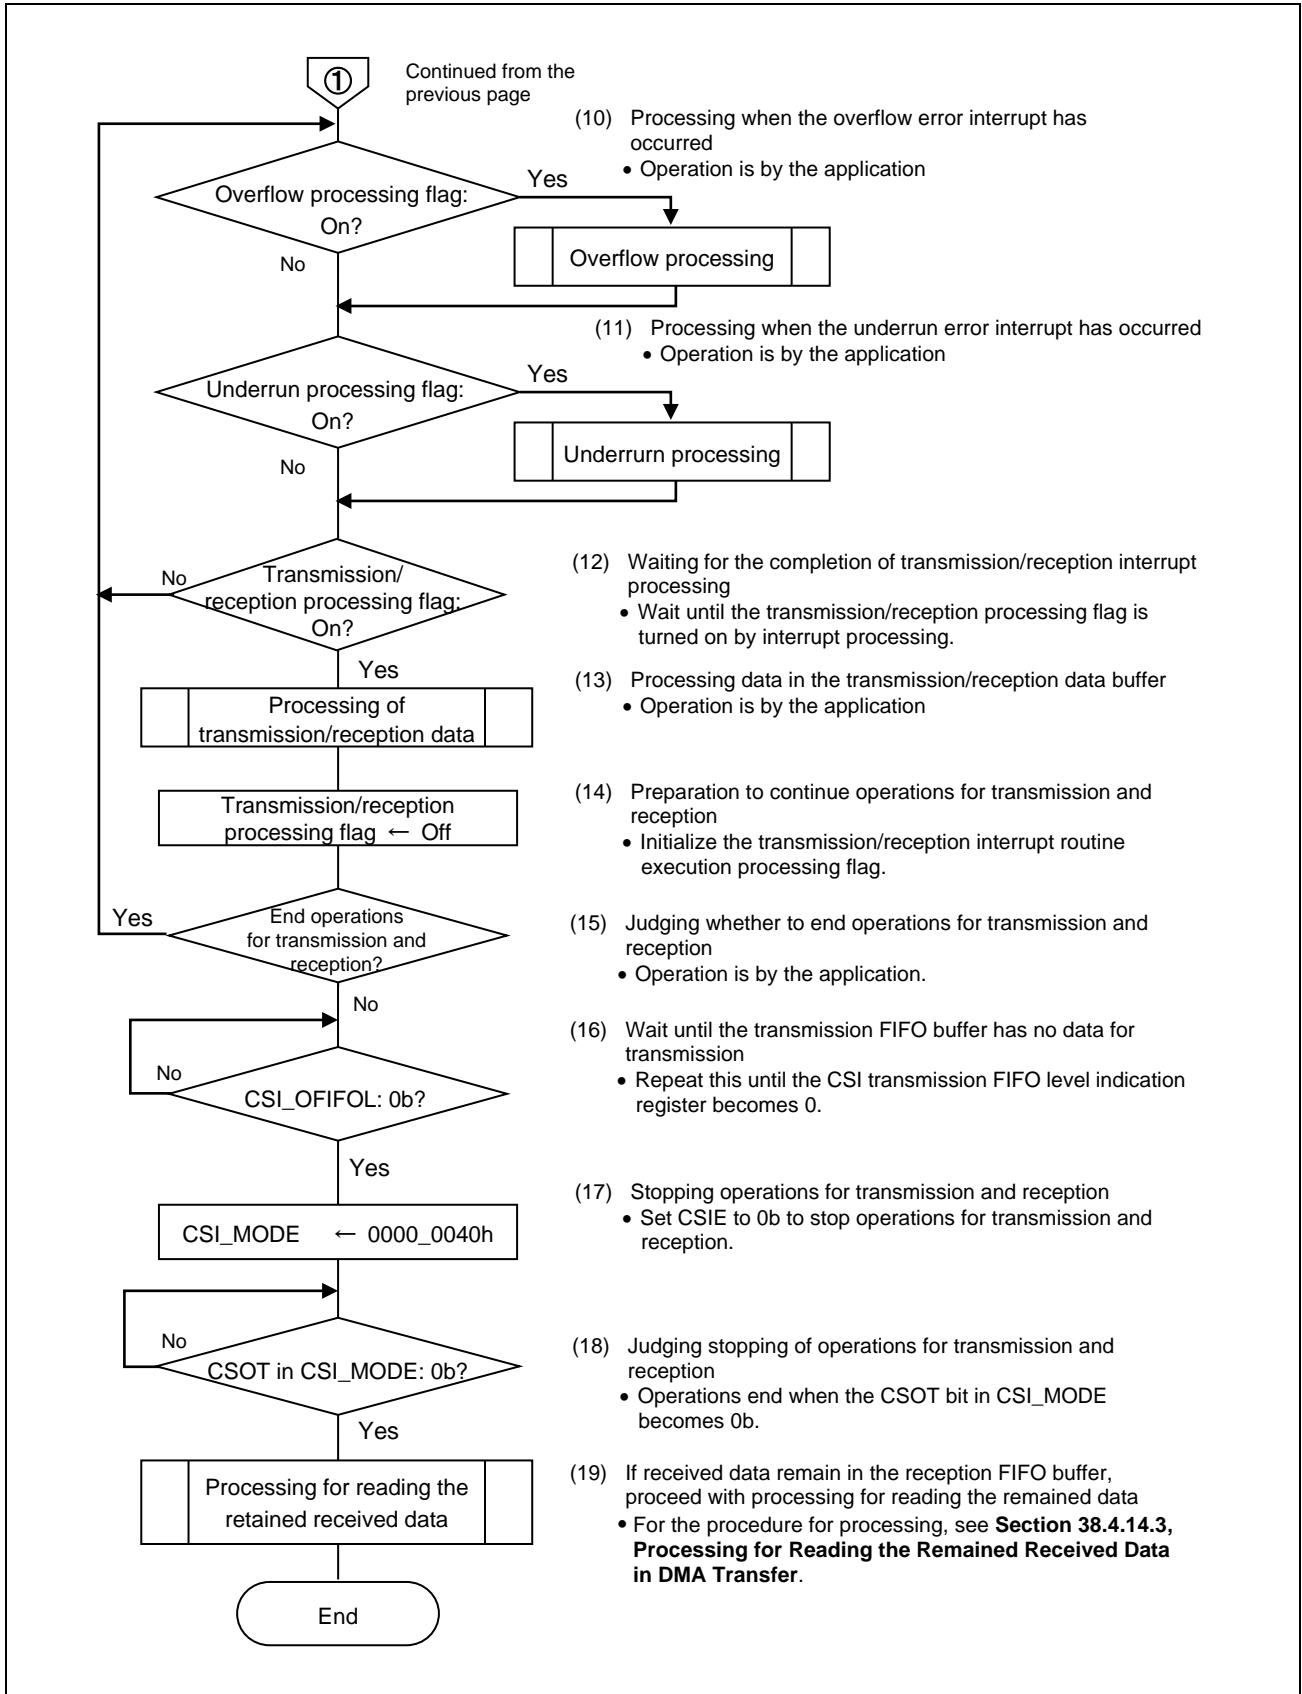 ①
Continued from the
previous page
(10) Processing when the overflow error interrupt has
occurred
• Operation is by the application
Overflow processing flag:
On?
Yes
No
Overflow processing
(11) Processing when the underrun error interrupt has occurred
• Operation is by the application
Underrun processing flag:
On?
Yes
No
Underrurn processing
(12) Waiting for the completion of transmission/reception interrupt
processing
• Wait until the transmission/reception processing flag is
turned on by interrupt processing.
Transmission/
reception processing flag:
On?
No
Yes
(13) Processing data in the transmission/reception data buffer
• Operation is by the application
Processing of
transmission/reception data
(14) Preparation to continue operations for transmission and
reception
• Initialize the transmission/reception interrupt routine
execution processing flag.
Transmission/reception
processing flag ← Off
(15) Judging whether to end operations for transmission and
reception
• Operation is by the application.
End operations
for transmission and
reception?
Yes
No
(16) Wait until the transmission FIFO buffer has no data for
transmission
• Repeat this until the CSI transmission FIFO level indication
register becomes 0.
No
CSI_OFIFOL: 0b?
Yes
(17) Stopping operations for transmission and reception
• Set CSIE to 0b to stop operations for transmission and
reception.
CSI_MODE ← 0000_0040h
(18) Judging stopping of operations for transmission and
reception
• Operations end when the CSOT bit in CSI_MODE
becomes 0b.
No
CSOT in CSI_MODE: 0b?
Yes
(19) If received data remain in the reception FIFO buffer,
proceed with processing for reading the remained data
• For the procedure for processing, see Section 38.4.14.3,
Processing for Reading the Remained Received Data
in DMA Transfer.
Processing for reading the
retained received data
End